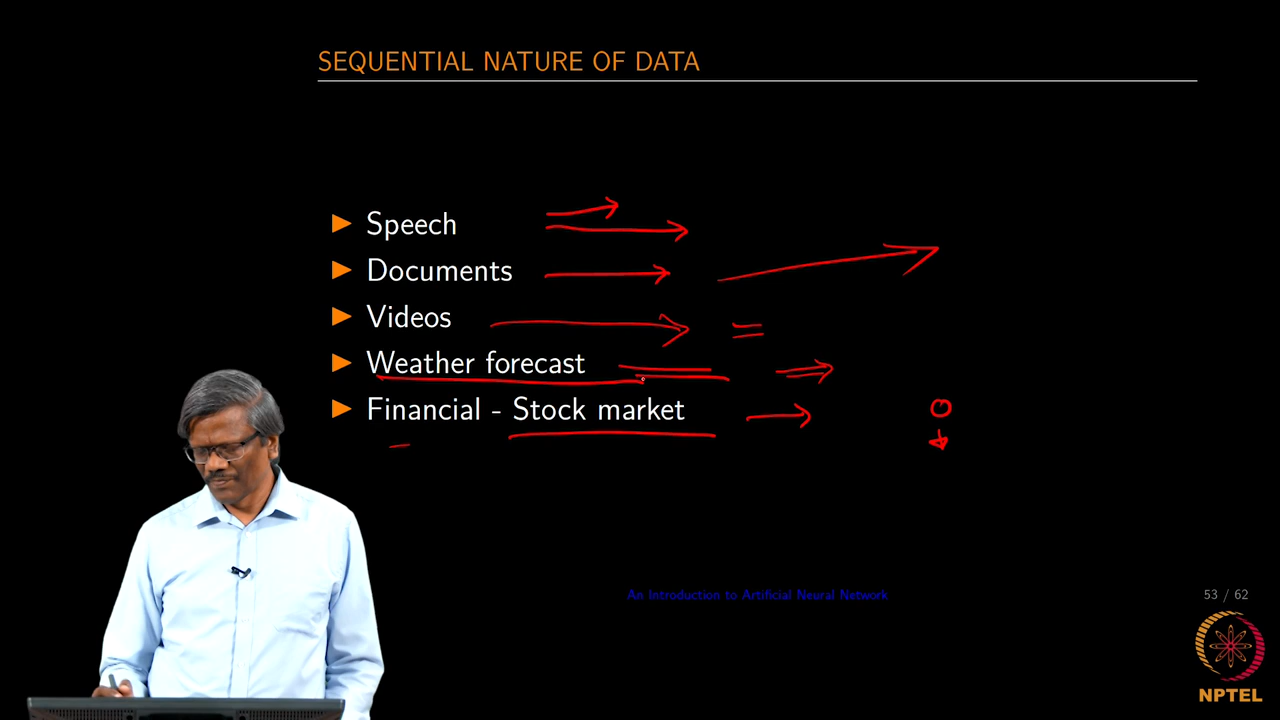 SEQUENTIAL NATURE OF DATA
Speech
Documents
Videos
Weather forecast
Financial - Stock market
An Introduction to Artificial Neural Network
53 / 62
NPTEL